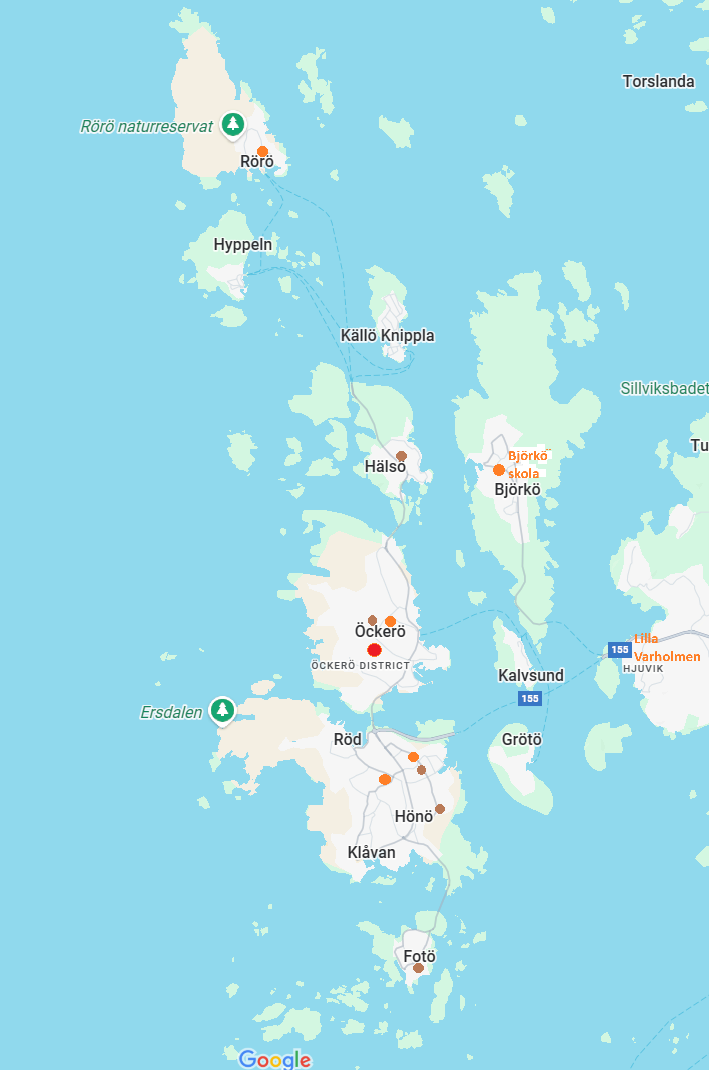 Torslanda
Rörö naturreservat
Rörö
Hyppeln
Källö Knippla
Sillviksbadet
Tu
Björkö
skola
Hälsö
Björkö
Öckerö
ÖCKERÖ DISTRICT
155
Lilla
Varholmen
HJUVIK
Kalvsund
155
Ersdalen
Röd
Grötö
Hönö
Klåvan
Fotö
Google